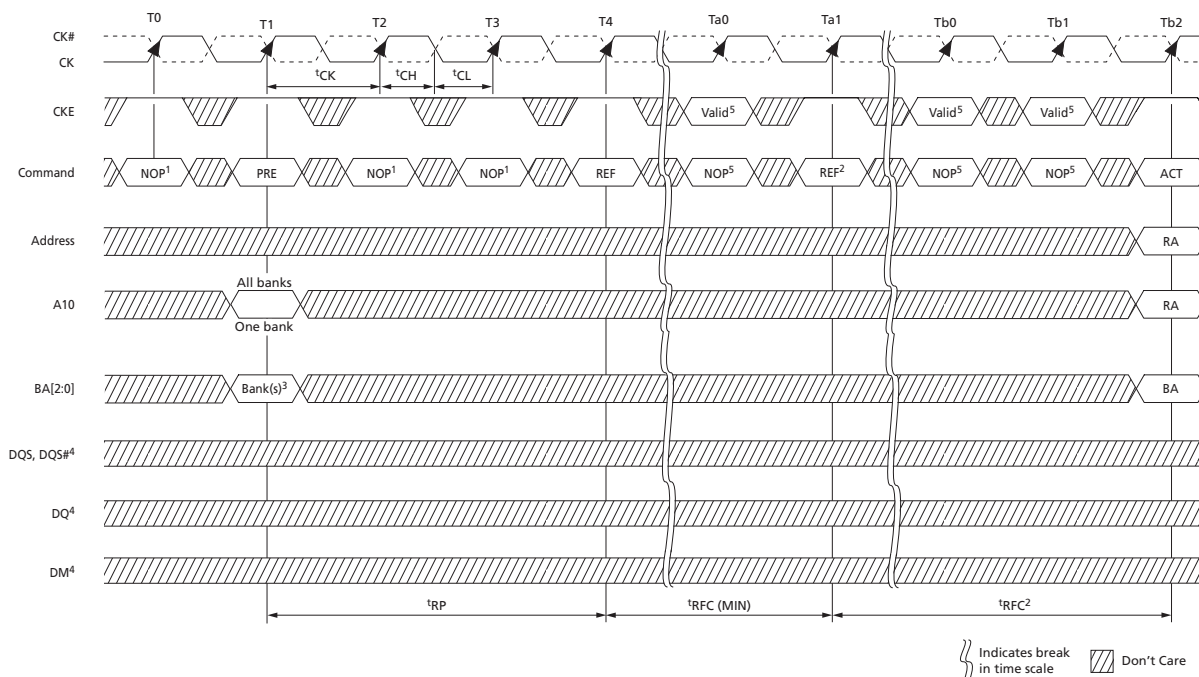 T0 T1 T2 T3 T4 Ta0 Ta1 Tb0 Tb1 Tb2
CK#
CK
tCK tCH tCL
CKE Valid5 Valid5 Valid5
Command NOP1 PRE NOP1 NOP1 REF NOP5 REF2 NOP5 NOP5 ACT
Address RA
All banks
A10 RA
One bank
BA[2:0] Bank(s)3 BA
DQS, DQS#4
DQ4
DM4
tRP tRFC (MIN) tRFC2
Indicates break
in time scale
Don't Care